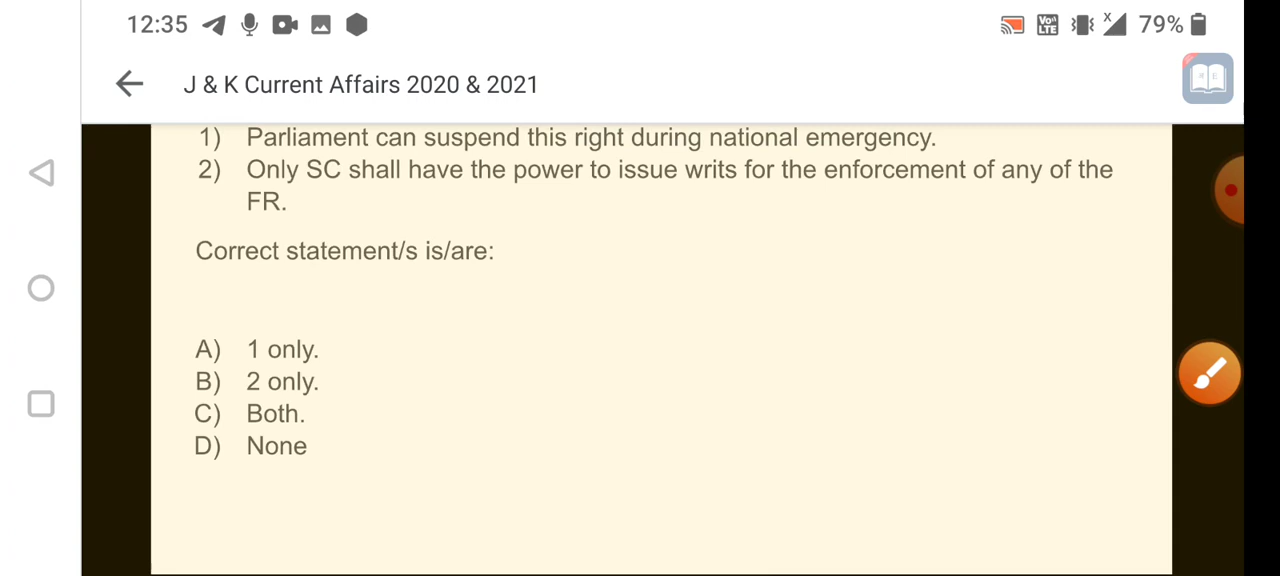 12:35
Vo))
LTE
X
79%
J & K Current Affairs 2020 & 2021
1) Parliament can suspend this right during national emergency.
2) Only SC shall have the power to issue writs for the enforcement of any of the
FR.
Correct statement/s is/are:
A) 1 only.
B) 2 only.
C) Both.
D) None